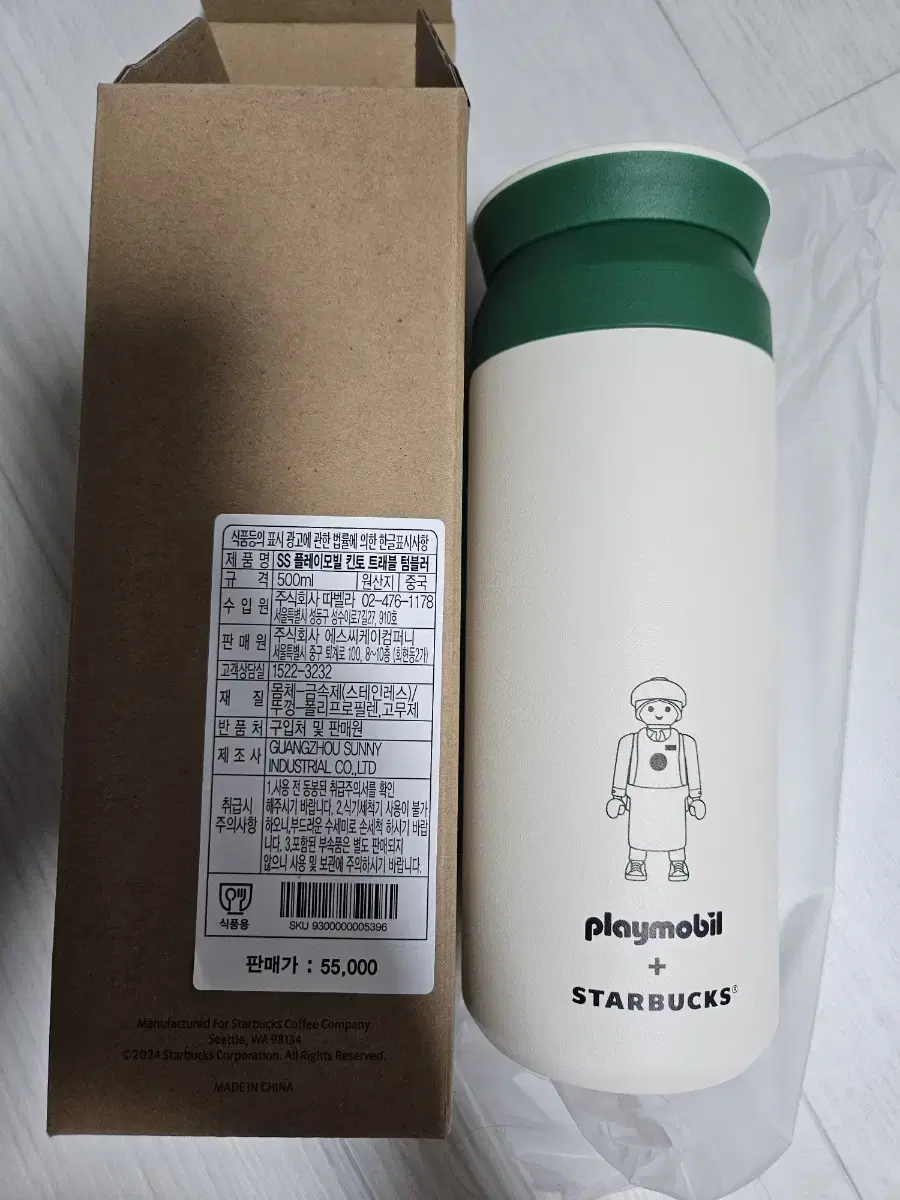 식품등의 표시 광고에 관한 법률에 의한 한글표시사항
제 품 명 SS 플레이모빌 킨토 트래블 텀블러
규 격 500ml 원산지 중국
수 입 원 주식회사 따벨라 02-476-1178
서울특별시 성동구 성수이로7길27, 910호
판 매 원 주식회사 에스씨케이컴퍼니
서울특별시 중구 퇴계로 100, 8~10층 (회현동2가)
고객상담실 1522-3232
재 질 몸체-금속제(스테인레스)/
뚜껑-폴리프로필렌,고무제
반 품 처 구입처 및 판매원
제 조 사 GUANGZHOU SUNNY
INDUSTRIAL CO.,LTD
취급시 주의사항 1.사용 전 동봉된 취급주의서를 확인
해주시기 바랍니다. 2.식기세척기 사용이 불가
하오니,부드러운 수세미로 손세척 하시기 바랍
니다. 3.포함된 부속품은 별도 판매되지
않으니 사용 및 보관에 주의하시기 바랍니다.
식품용
SKU 9300000005396
판매가 : 55,000
Manufactured For Starbucks Coffee Company
Seattle, WA 98134
©2024 Starbucks Corporation. All Rights Reserved.
MADE IN CHINA
playmobil
+
STARBUCKS®